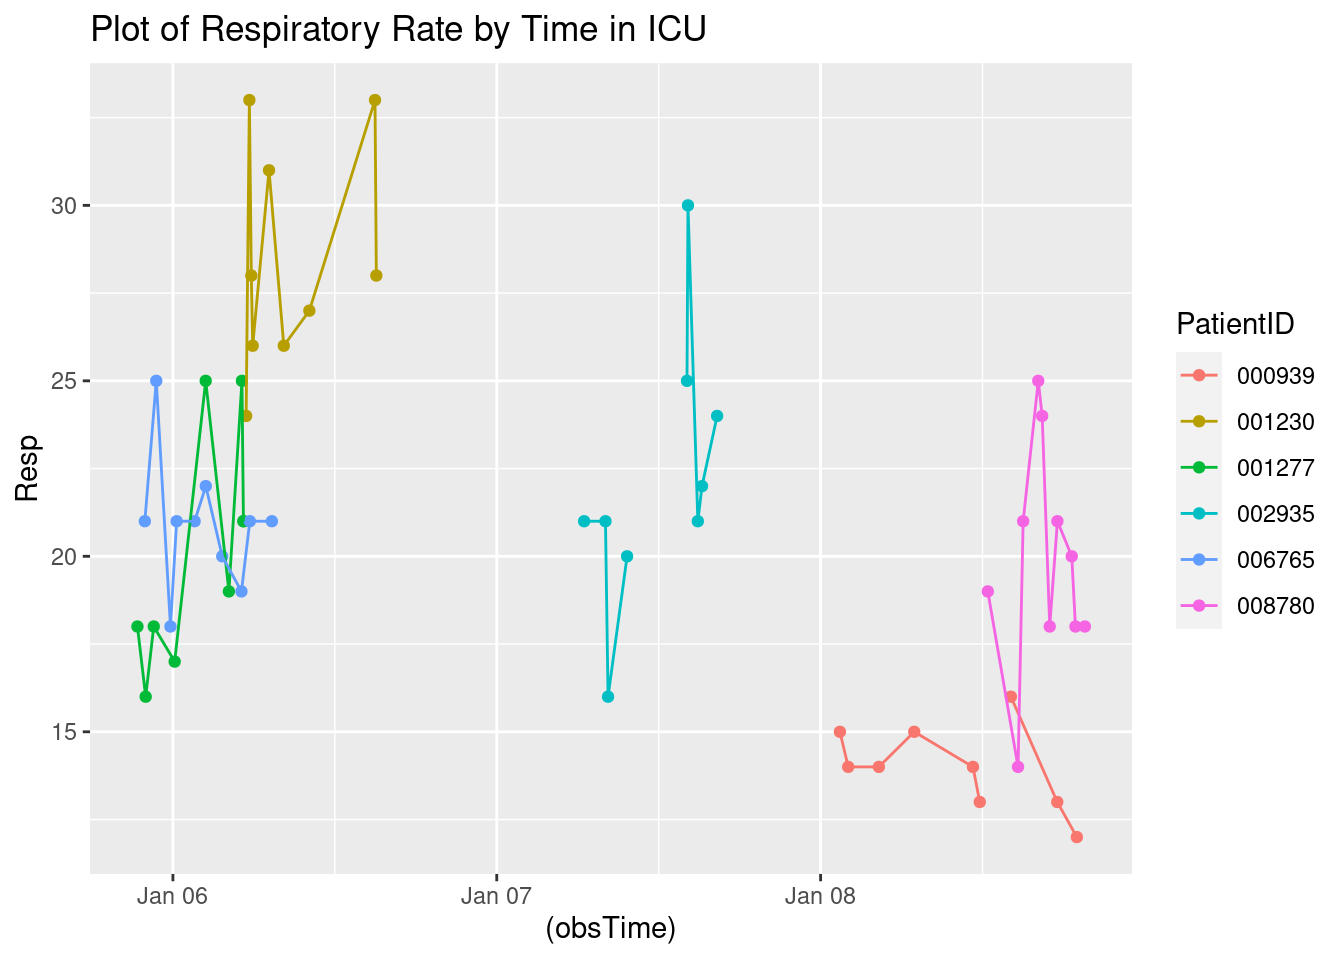 Plot of Respiratory Rate by Time in ICU
Resp
30
25
20
15
Jan 06
Jan 07
Jan 08
(obsTime)
PatientID
000939
001230
001277
002935
006765
008780